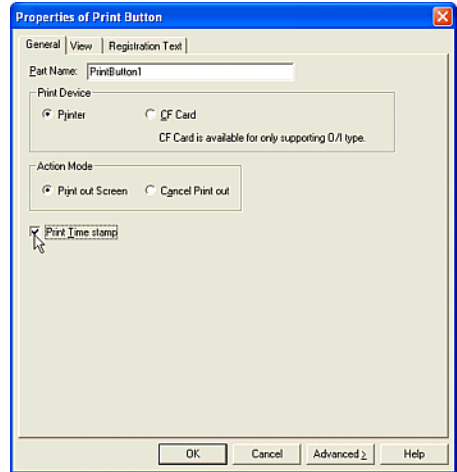 Properties of Print Button
General View Registration Text
Part Name: PrintButton1
Print Device
Printer CF Card
CF Card is available for only supporting O/I type.
Action Mode
Print out Screen Cancel Print out
Print Time stamp
OK Cancel Advanced > Help